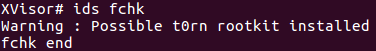 XVisor# ids fchk
Warning : Possible t0rn rootkit installed
fchk end